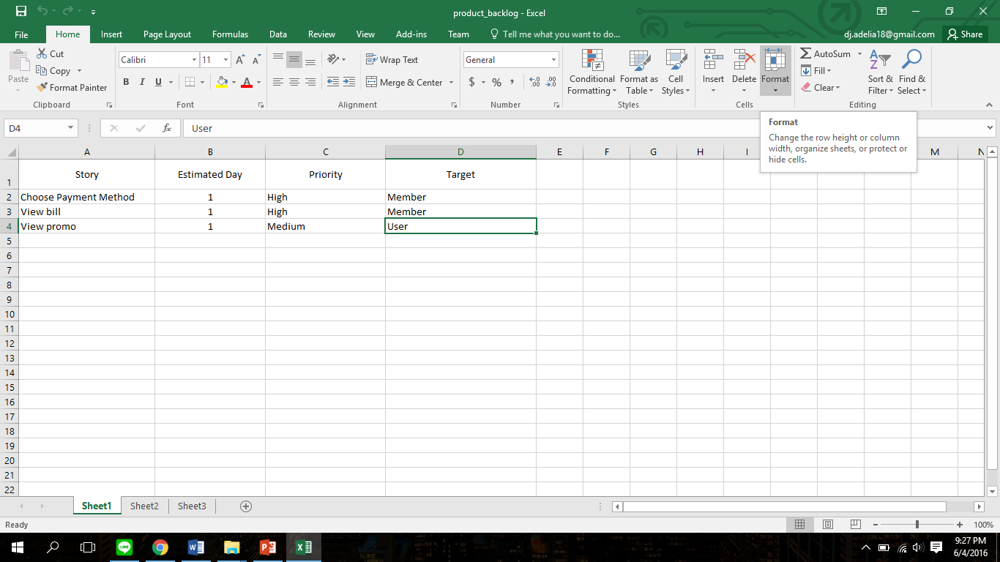 product_backlog - Excel
File Home Insert Page Layout Formulas Data Review View Add-ins Team Tell me what you want to do... dj.adelia18@gmail.com Share
Paste
Cut
Copy
Format Painter
Clipboard
Calibri 11
B I U
Font
Wrap Text
Merge & Center
Alignment
General
$ % ,
Number
Conditional Formatting
Format as Table
Cell Styles
Styles
Insert Delete Format
Cells
AutoSum
Fill
Clear
Sort & Filter
Find & Select
Editing
D4 fx User
Format
Change the row height or column
width, organize sheets, or protect or
hide cells.
A B C D E F G H I M N
1 Story Estimated Day Priority Target
2 Choose Payment Method 1 High Member
3 View bill 1 High Member
4 View promo 1 Medium User
5
6
7
8
9
10
11
12
13
14
15
16
17
18
19
20
21
22
Sheet1 Sheet2 Sheet3
Ready 100%
LINE
9:27 PM
6/4/2016